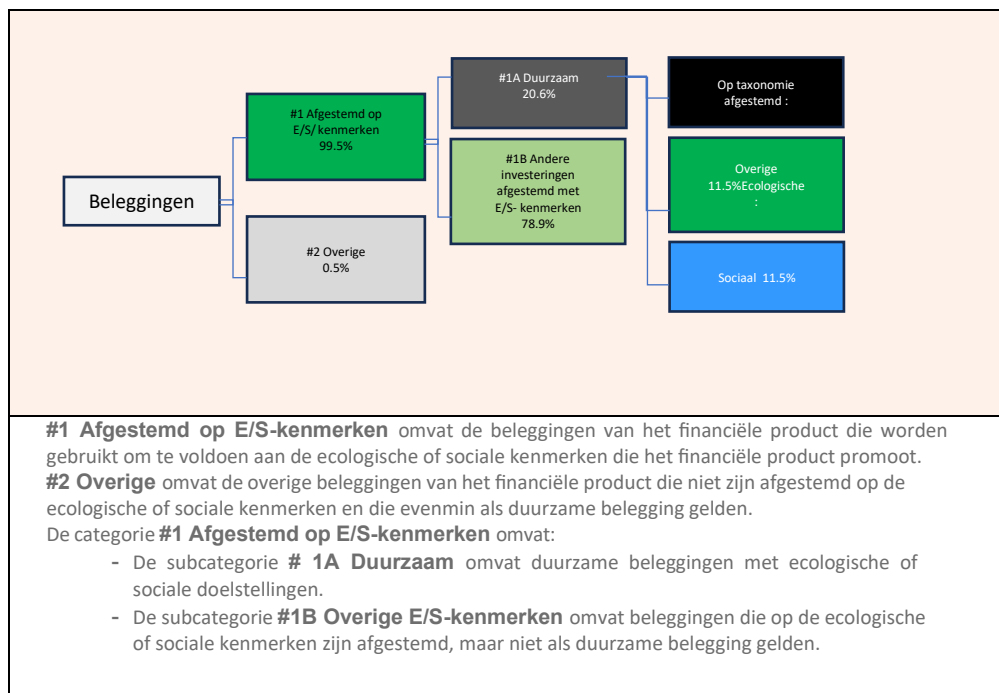 Beleggingen
#1 Afgestemd op
E/S/ kenmerken
99.5%
#2 Overige
0.5%
#1A Duurzaam
20.6%
#1B Andere
investeringen
afgestemd met
E/S- kenmerken
78.9%
Op taxonomie
afgestemd :
Overige
11.5%Ecologische
:
Sociaal 11.5%
#1 Afgestemd op E/S-kenmerken omvat de beleggingen van het financiële product die worden
gebruikt om te voldoen aan de ecologische of sociale kenmerken die het financiële product promoot.
#2 Overige omvat de overige beleggingen van het financiële product die niet zijn afgestemd op de
ecologische of sociale kenmerken en die evenmin als duurzame belegging gelden.
De categorie #1 Afgestemd op E/S-kenmerken omvat:
- De subcategorie # 1A Duurzaam omvat duurzame beleggingen met ecologische of
sociale doelstellingen.
- De subcategorie #1B Overige E/S-kenmerken omvat beleggingen die op de ecologische
of sociale kenmerken zijn afgestemd, maar niet als duurzame belegging gelden.